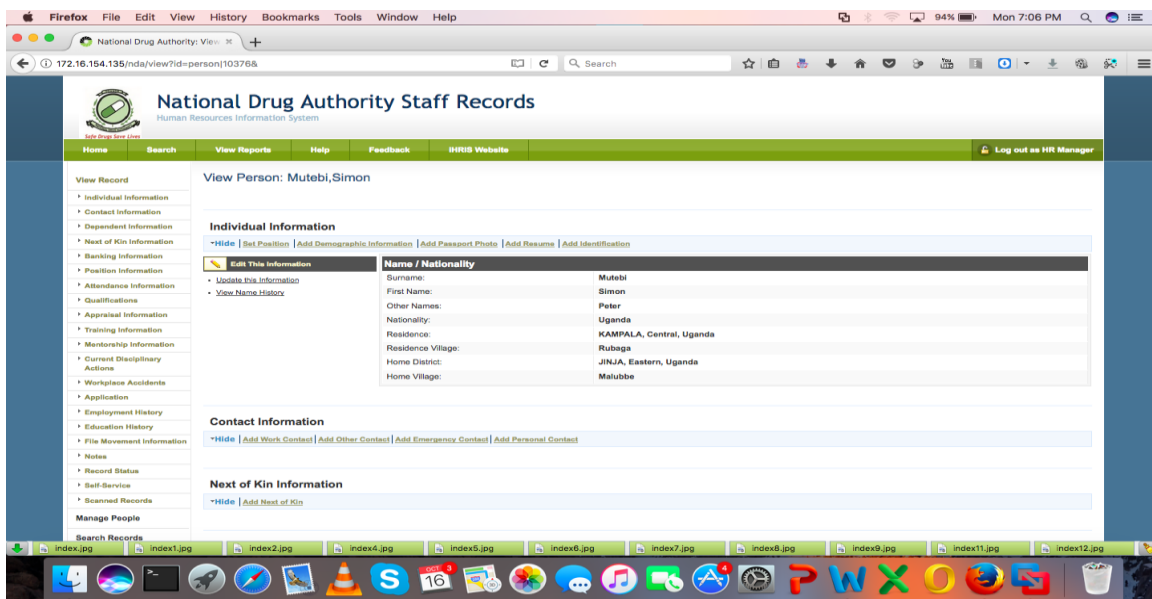 Firefox File Edit View History Bookmarks Tools Window Help 94% Mon 7:06 PM
National Drug Authority: View
172.16.154.135/nda/view?id=person|10376& Search
National Drug Authority Staff Records
Human Resources Information System
Safe Drugs Save Lives
Home Search View Reports Help Feedback IHRIS Website Log out as HR Manager
View Record
Individual Information
Contact Information
Dependent Information
Next of Kin Information
Banking Information
Position Information
Attendance Information
Qualifications
Appraisal Information
Training Information
Mentorship Information
Current Disciplinary
Actions
Workplace Accidents
Application
Employment History
Education History
File Movement Information
Notes
Record Status
Self-Service
Scanned Records
Manage People
Search Records
View Person: Mutebi,Simon
Individual Information
Hide | Set Position | Add Demographic Information | Add Passport Photo | Add Resume | Add Identification
Edit This Information
Update this Information
View Name History
Name / Nationality
Surname: Mutebi
First Name: Simon
Other Names: Peter
Nationality: Uganda
Residence: KAMPALA, Central, Uganda
Residence Village: Rubaga
Home District: JINJA, Eastern, Uganda
Home Village: Malubbe
Contact Information
Hide | Add Work Contact | Add Other Contact | Add Emergency Contact | Add Personal Contact
Next of Kin Information
Hide | Add Next of Kin
index.jpg index1.jpg index2.jpg index4.jpg index5.jpg index6.jpg index7.jpg index8.jpg index9.jpg index11.jpg index12.jpg
OCT 3 4
16